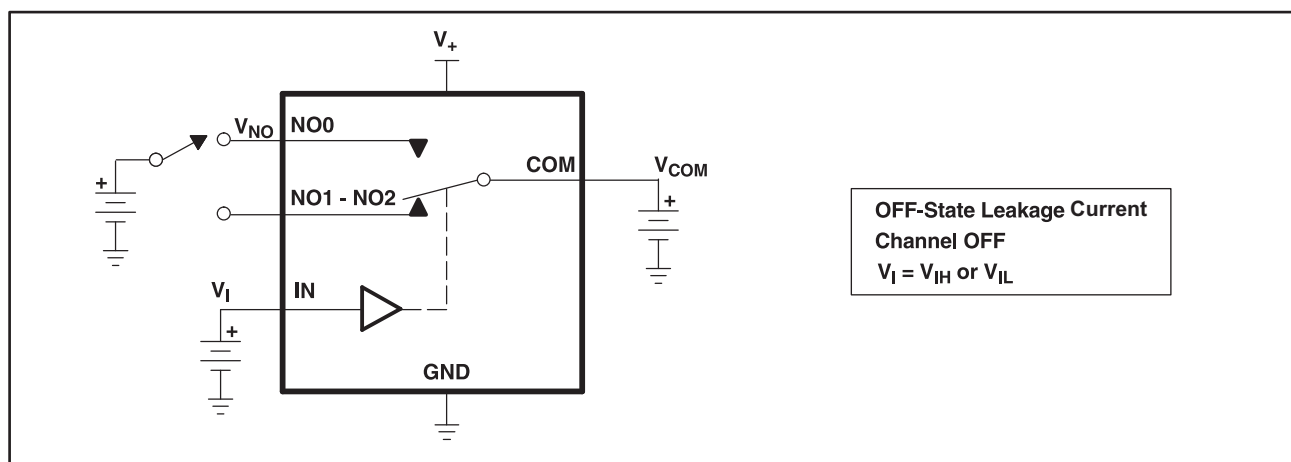 V+
VNO NO0
+
COM VCOM
NO1 - NO2
+
VI IN
+
GND
OFF-State Leakage Current
Channel OFF
VI = VIH or VIL